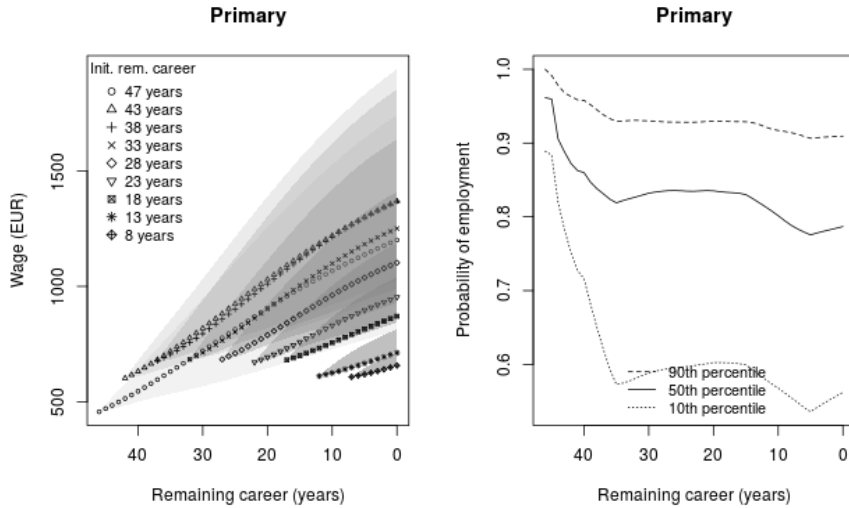 Primary
Init. rem. career
47 years
43 years
38 years
33 years
28 years
23 years
18 years
13 years
8 years
Wage (EUR)
500
1000
1500
40
30
20
10
0
Remaining career (years)
Primary
Probability of employment
0.6
0.7
0.8
0.9
1.0
90th percentile
50th percentile
10th percentile
40
30
20
10
0
Remaining career (years)